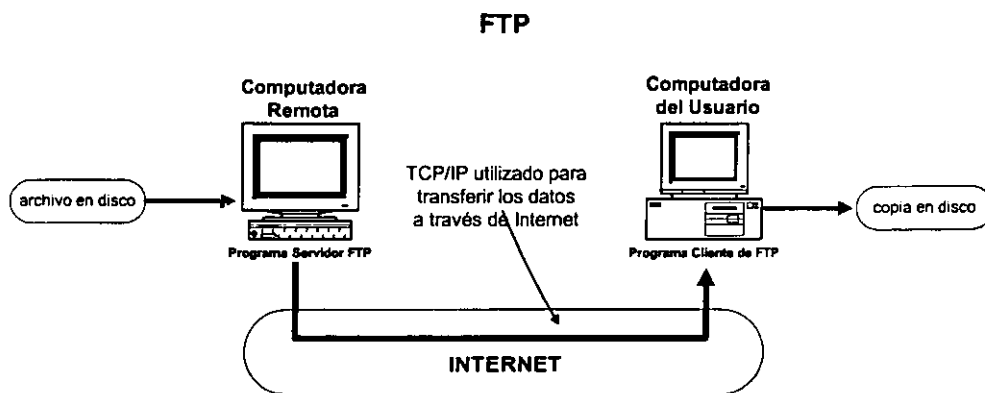 FTP
Computadora
Remota
Computadora
del Usuario
TCP/IP utilizado para
transferir los datos
a través de Internet
archivo en disco
copia en disco
Programa Servidor FTP
Programa Cliente de FTP
INTERNET